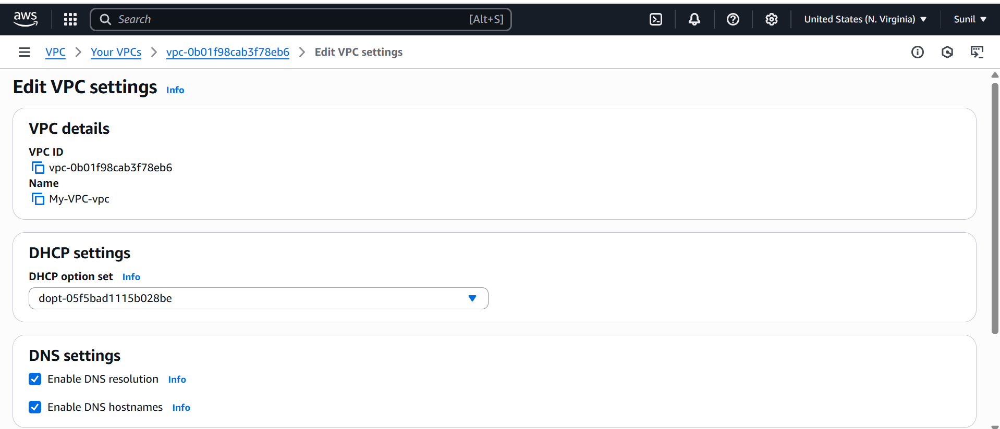 aws Search [Alt+S] United States (N. Virginia) Sunil
VPC Your VPCs vpc-0b01f98cab3f78eb6 Edit VPC settings
Edit VPC settings Info
VPC details
VPC ID
vpc-0b01f98cab3f78eb6
Name
My-VPC-vpc
DHCP settings
DHCP option set Info
dopt-05f5bad1115b028be
DNS settings
Enable DNS resolution Info
Enable DNS hostnames Info